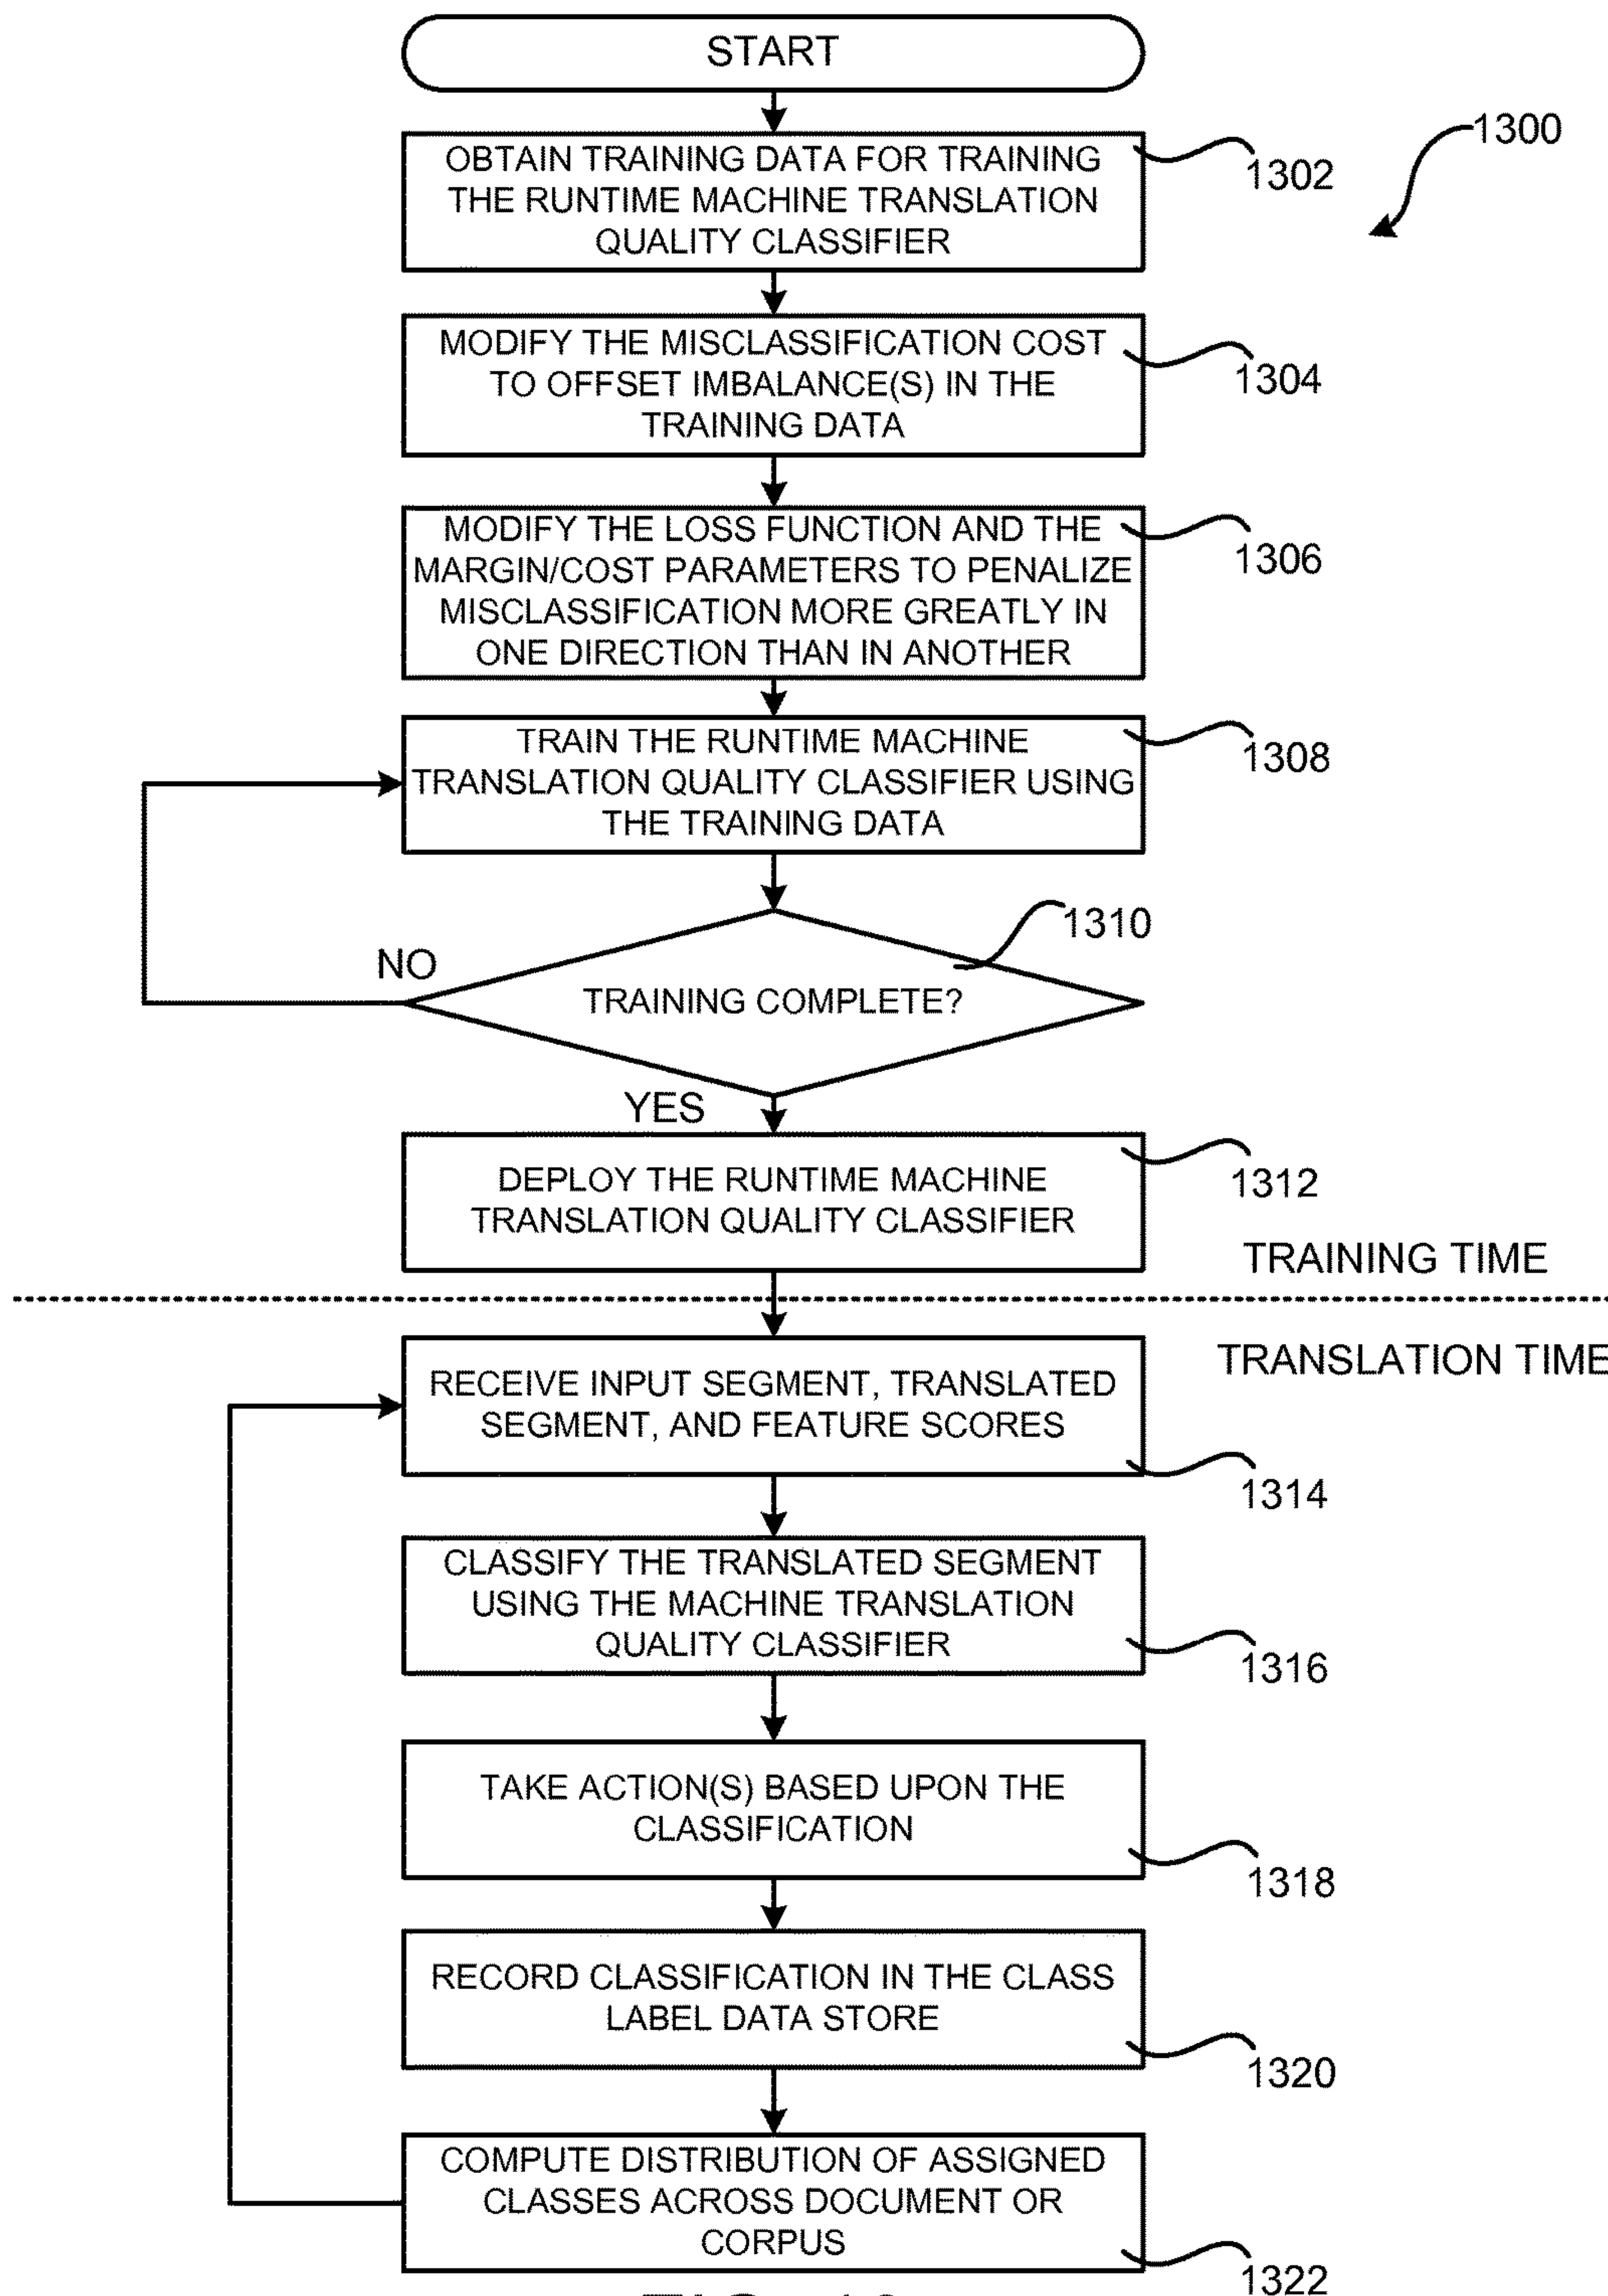 START
1300
OBTAIN TRAINING DATA FOR TRAINING
THE RUNTIME MACHINE TRANSLATION
QUALITY CLASSIFIER
1302
MODIFY THE MISCLASSIFICATION COST
TO OFFSET IMBALANCE(S) IN THE
TRAINING DATA
1304
MODIFY THE LOSS FUNCTION AND THE
MARGIN/COST PARAMETERS TO PENALIZE
MISCLASSIFICATION MORE GREATLY IN
ONE DIRECTION THAN IN ANOTHER
1306
TRAIN THE RUNTIME MACHINE
TRANSLATION QUALITY CLASSIFIER USING
THE TRAINING DATA
1308
1310
NO
TRAINING COMPLETE?
YES
DEPLOY THE RUNTIME MACHINE
TRANSLATION QUALITY CLASSIFIER
1312
TRAINING TIME
TRANSLATION TIME
RECEIVE INPUT SEGMENT, TRANSLATED
SEGMENT, AND FEATURE SCORES
1314
CLASSIFY THE TRANSLATED SEGMENT
USING THE MACHINE TRANSLATION
QUALITY CLASSIFIER
1316
TAKE ACTION(S) BASED UPON THE
CLASSIFICATION
1318
RECORD CLASSIFICATION IN THE CLASS
LABEL DATA STORE
1320
COMPUTE DISTRIBUTION OF ASSIGNED
CLASSES ACROSS DOCUMENT OR
CORPUS
1322